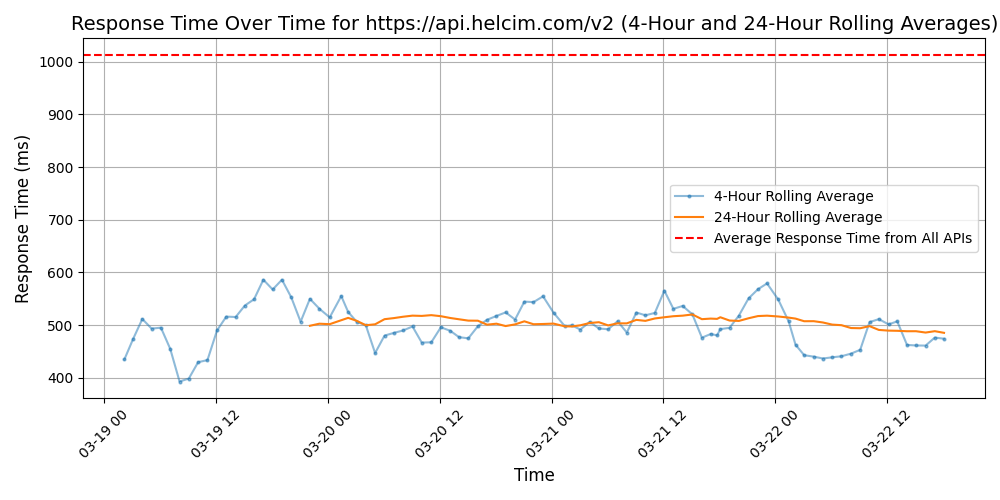 Response Time Over Time for https://api.helcim.com/v2 (4-Hour and 24-Hour Rolling Averages)
Response Time (ms)
1000
900
800
700
600
500
400
4-Hour Rolling Average
24-Hour Rolling Average
Average Response Time from All APIs
03-19 00
03-19 12
03-20 00
03-20 12
03-21 00
03-21 12
03-22 00
03-22 12
Time